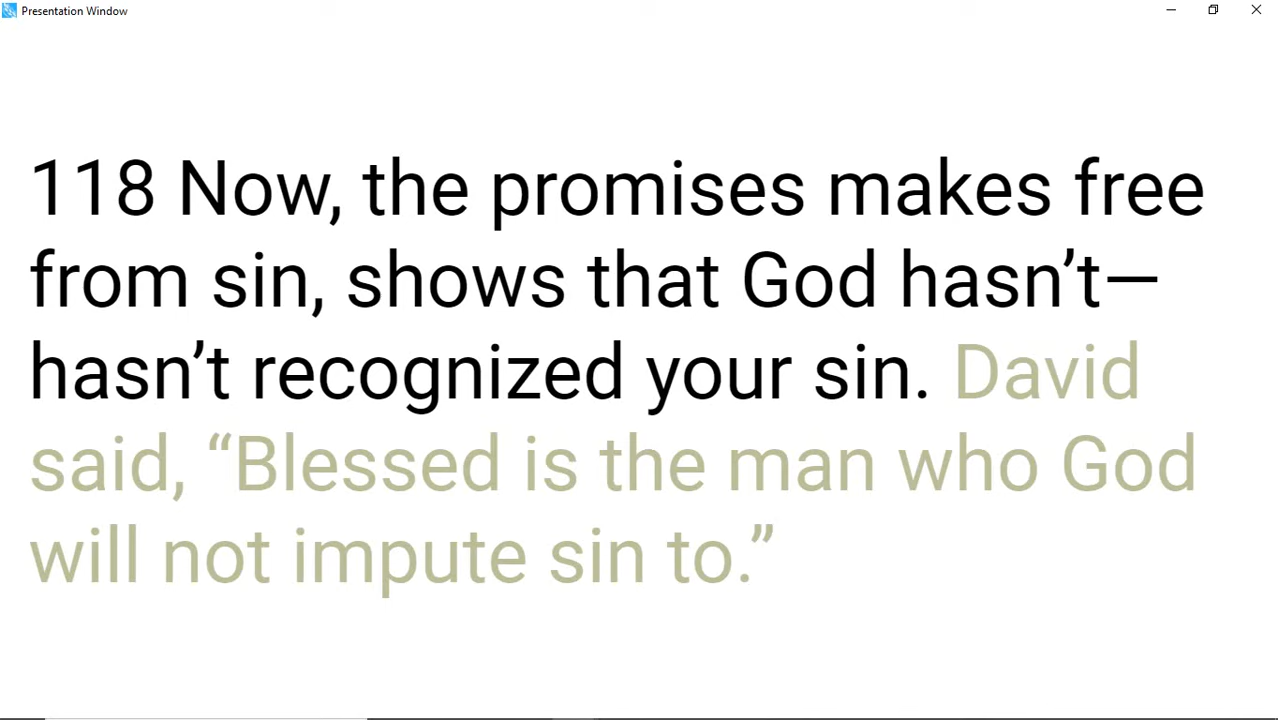 Presentation Window
118 Now, the promises makes free
from sin, shows that God hasn’t—
hasn’t recognized your sin. David
said, “Blessed is the man who God
will not impute sin to.”